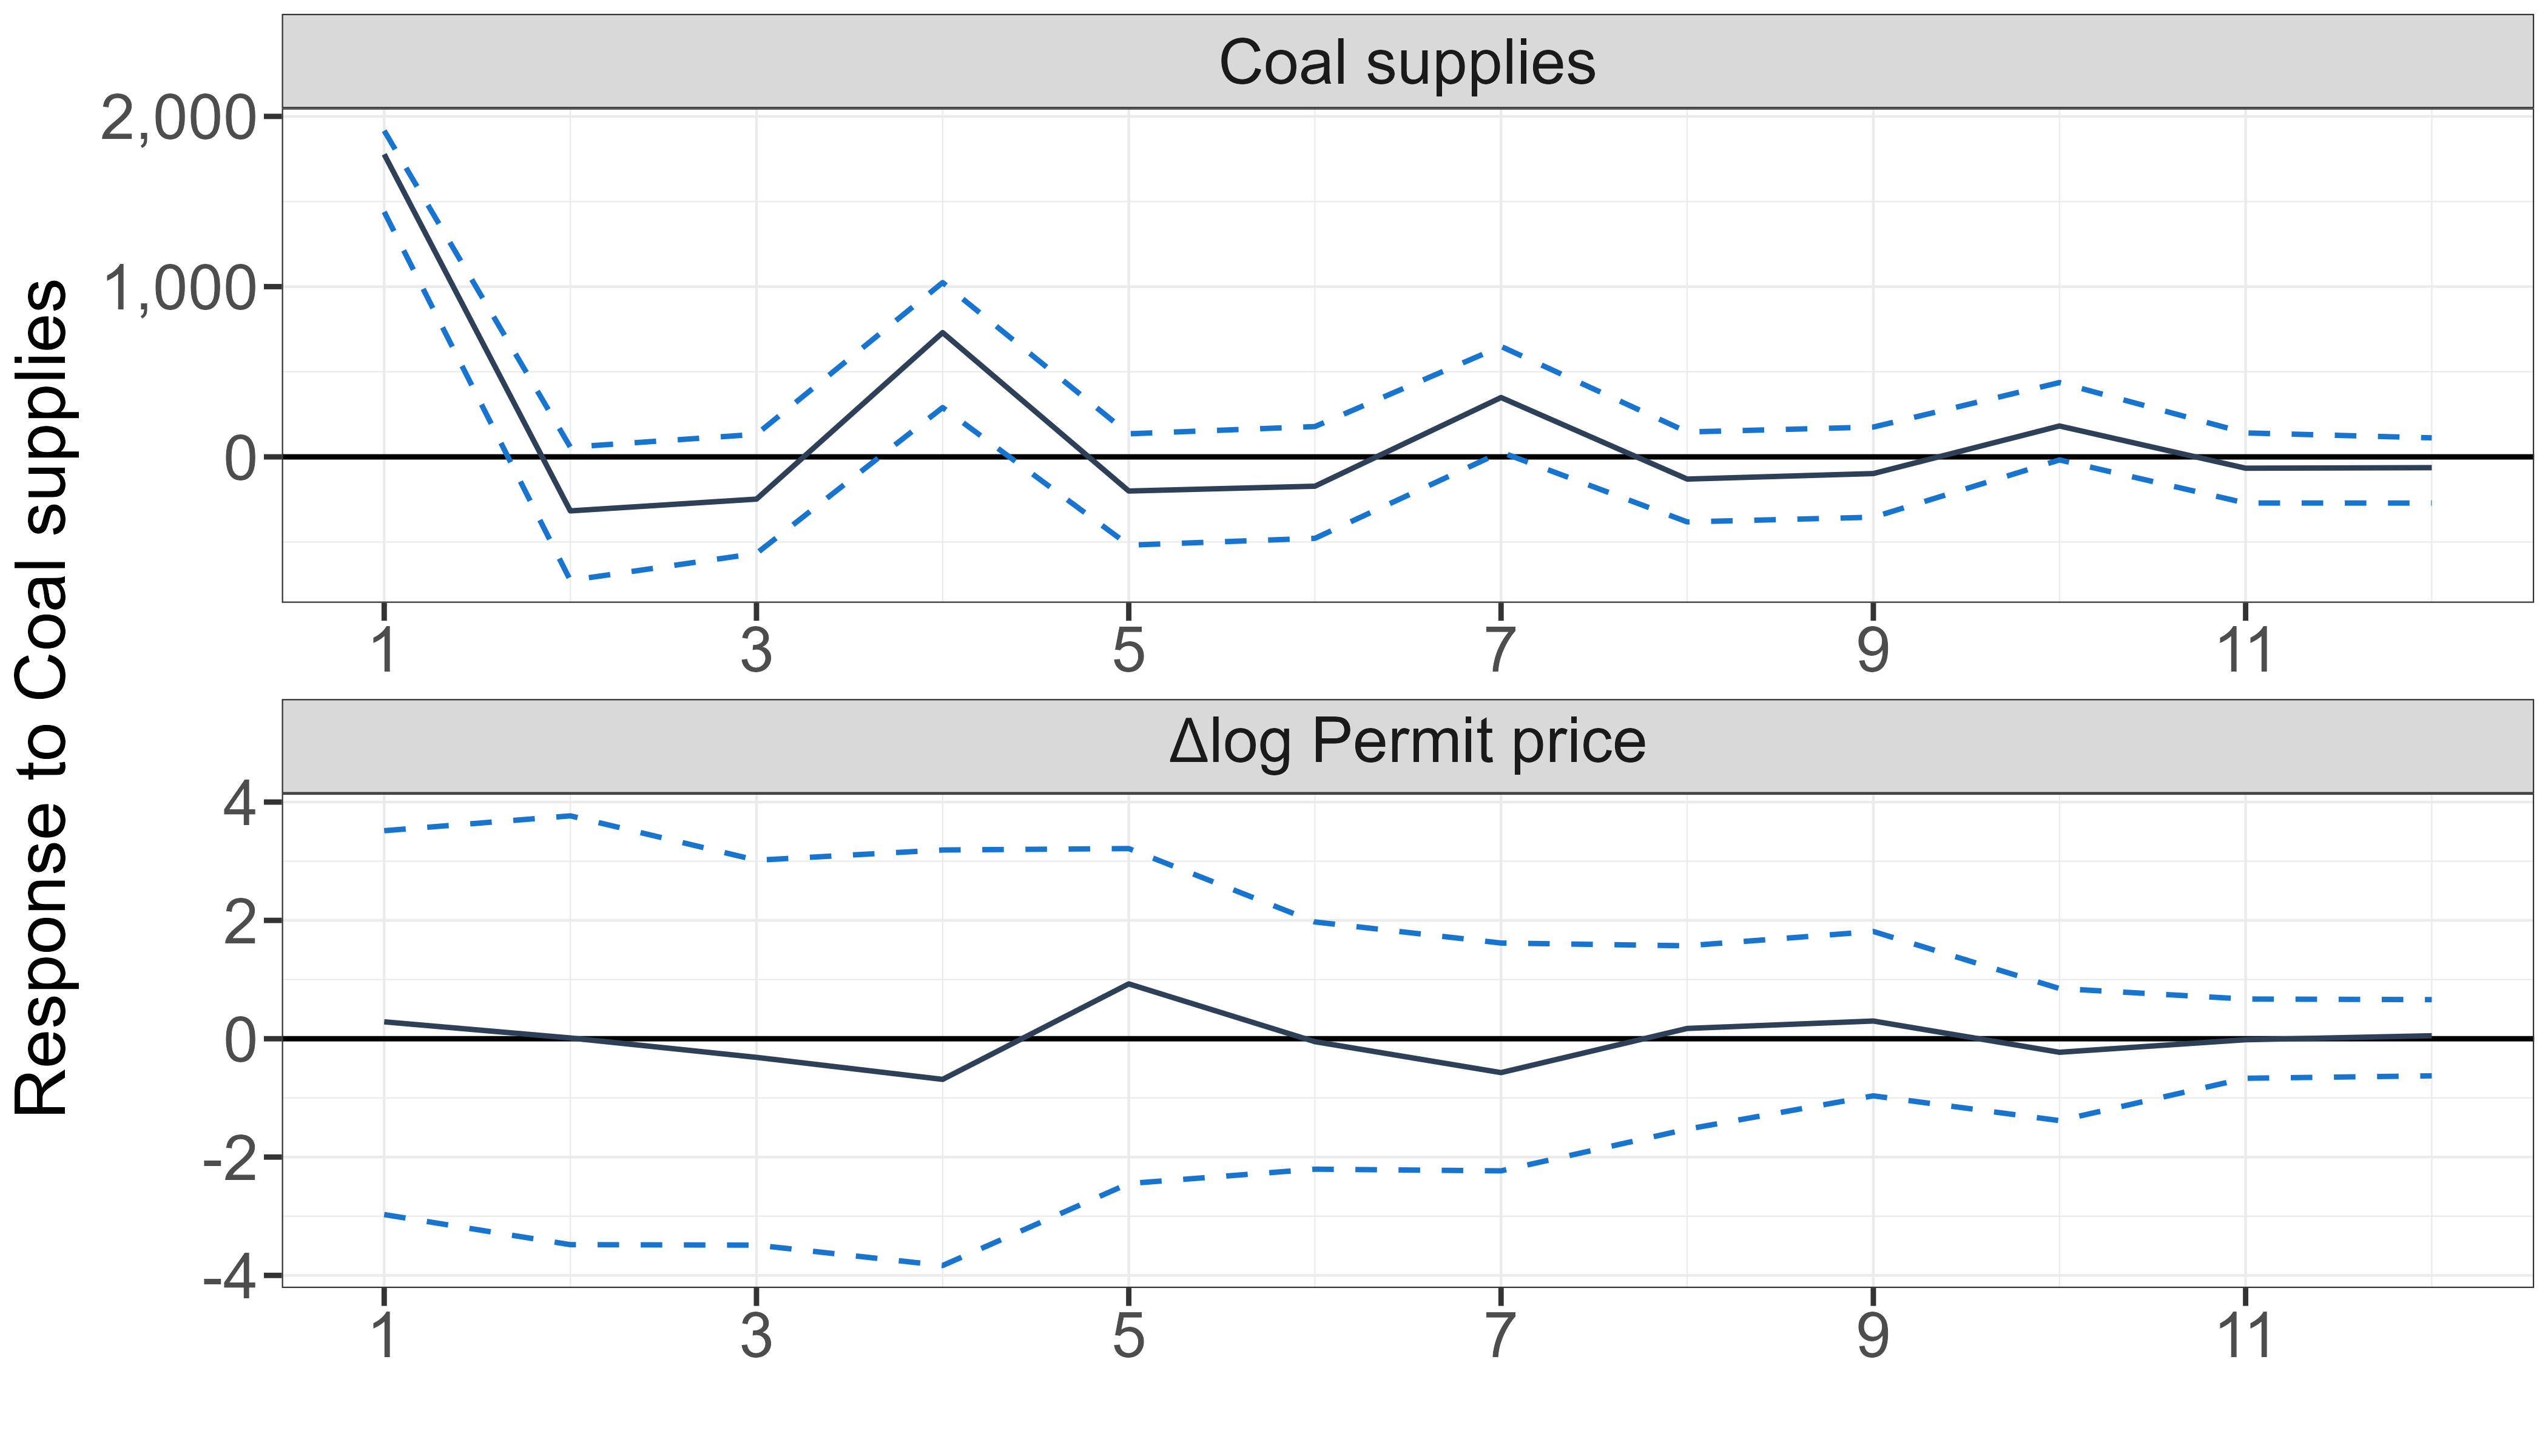 Response to Coal supplies
Coal supplies
2,000
1,000
0
1 3 5 7 9 11
Δlog Permit price
4
2
0
-2
-4
1 3 5 7 9 11